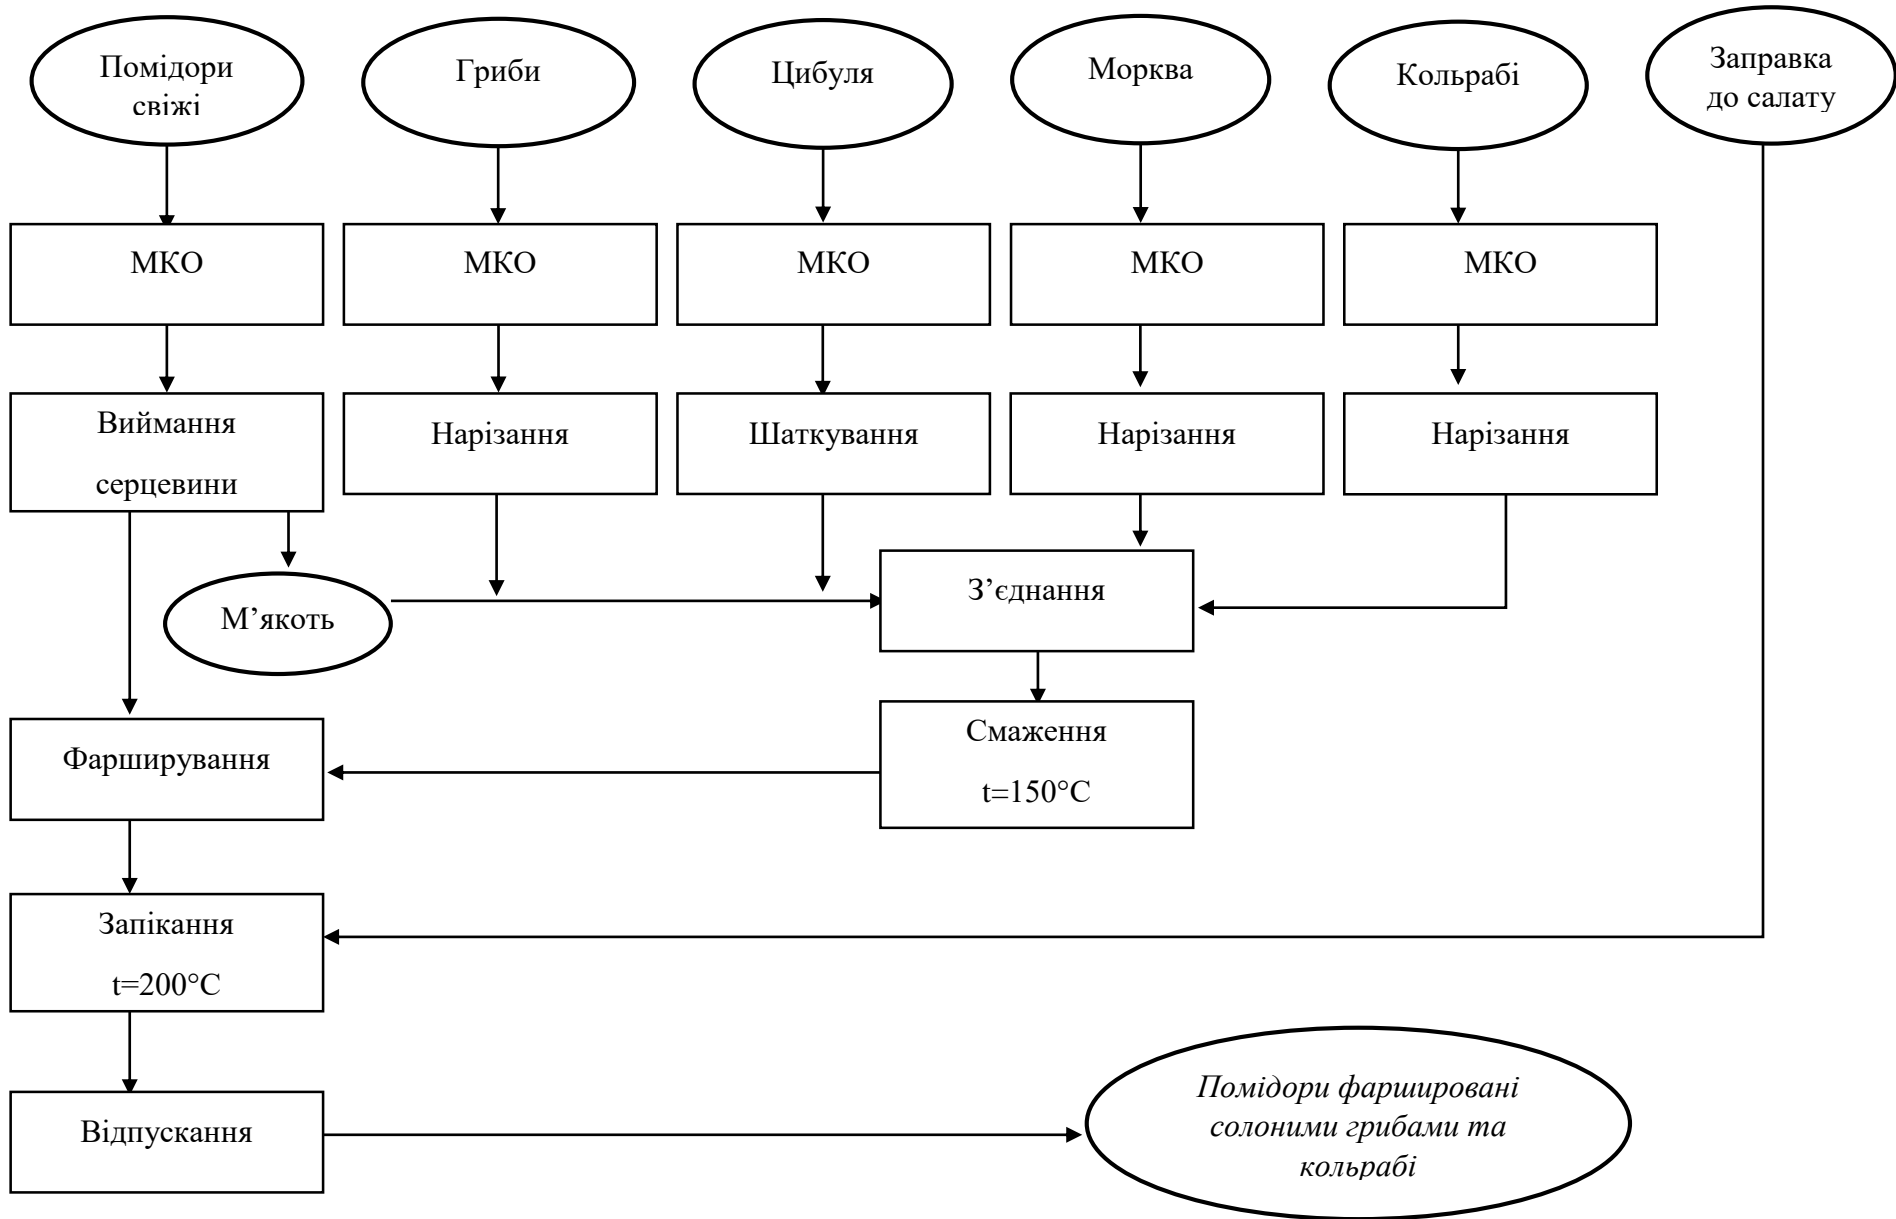 Помідори
свіжі
Гриби
Цибуля
Морква
Кольрабі
Заправка
до салату
МКО
МКО
МКО
МКО
МКО
Виймання
серцевини
Нарізання
Шаткування
Нарізання
Нарізання
М’якоть
З’єднання
Фарширування
Смаження
t=150°C
Запікання
t=200°C
Відпускання
Помідори фаршировані
солоними грибами та
кольрабі